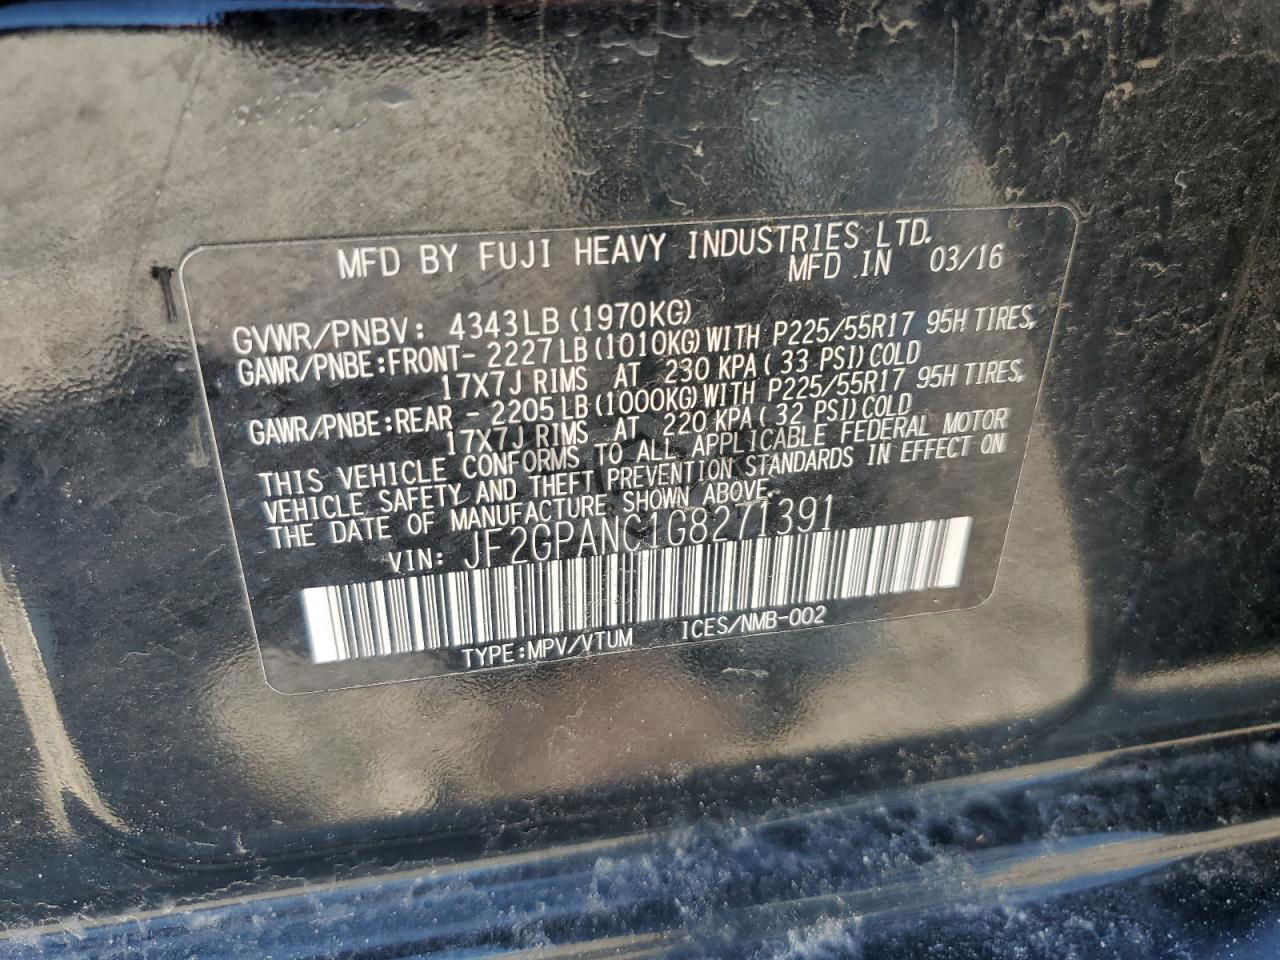 MFD BY FUJI HEAVY INDUSTRIES LTD.
MFD IN 03/16
GVWR/PNBV: 4343LB (1970KG)
GAWR/PNBE:FRONT- 2227LB (1010KG) WITH P225/55R17 95H TIRES,
17X7J RIMS AT 230 KPA ( 33 PSI) COLD
GAWR/PNBE:REAR - 2205LB (1000KG) WITH P225/55R17 95H TIRES,
17X7J RIMS AT 220 KPA ( 32 PSI) COLD
THIS VEHICLE CONFORMS TO ALL APPLICABLE FEDERAL MOTOR
VEHICLE SAFETY AND THEFT PREVENTION STANDARDS IN EFFECT ON
THE DATE OF MANUFACTURE SHOWN ABOVE.
VIN: JF2GPANC1G8271391
TYPE:MPV/VTUM ICES/NMB-002